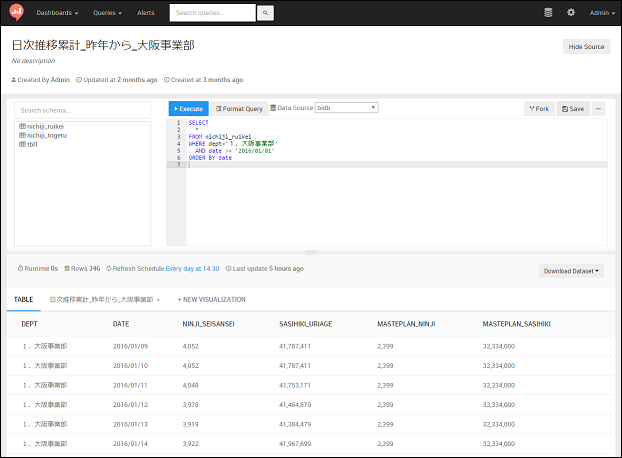 Dashboards Queries Alerts Search queries... Admin
日次推移累計_昨年から_大阪事業部
Hide Source
No description
Created By Admin Updated at 2 months ago Created at 3 months ago
Search schema...
Execute Format Query Data Source bidb Fork Save ...
nichiji_ruikei
nichiji_togetu
tbl1
1 SELECT
2 *
3 FROM nichiji_ruikei
4 WHERE dept='１．大阪事業部'
5 AND date >= '2016/01/01'
6 ORDER BY date
7
Runtime 0s Rows 346 Refresh Schedule Every day at 14:30 Last update 5 hours ago
Download Dataset
TABLE 日次推移累計_昨年から_大阪事業部 × + NEW VISUALIZATION
DEPT DATE NINJI_SEISANSEI SASIHIKI_URIAGE MASTEPLAN_NINJI MASTEPLAN_SASIHIKI
１．大阪事業部 2016/01/09 4,052 41,787,411 2,399 32,334,000
１．大阪事業部 2016/01/10 4,052 41,787,411 2,399 32,334,000
１．大阪事業部 2016/01/11 4,048 41,753,171 2,399 32,334,000
１．大阪事業部 2016/01/12 3,978 41,464,879 2,399 32,334,000
１．大阪事業部 2016/01/13 3,919 41,384,479 2,399 32,334,000
１．大阪事業部 2016/01/14 3,922 41,967,699 2,399 32,334,000